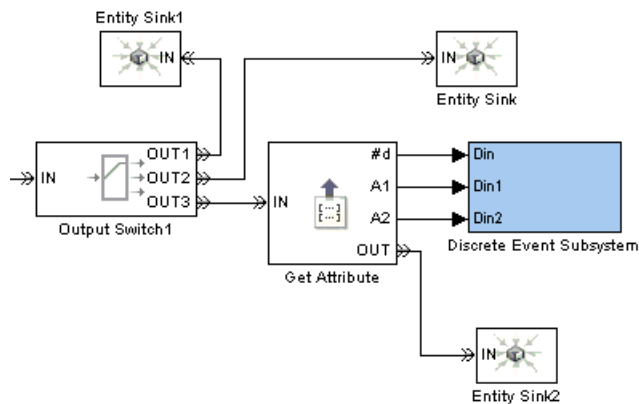 Entity Sink1
IN
IN
Entity Sink
IN
OUT1
OUT2
OUT3
Output Switch1
IN
#d
A1
A2
OUT
Get Attribute
Din
Din1
Din2
Discrete Event Subsystem
IN
Entity Sink2